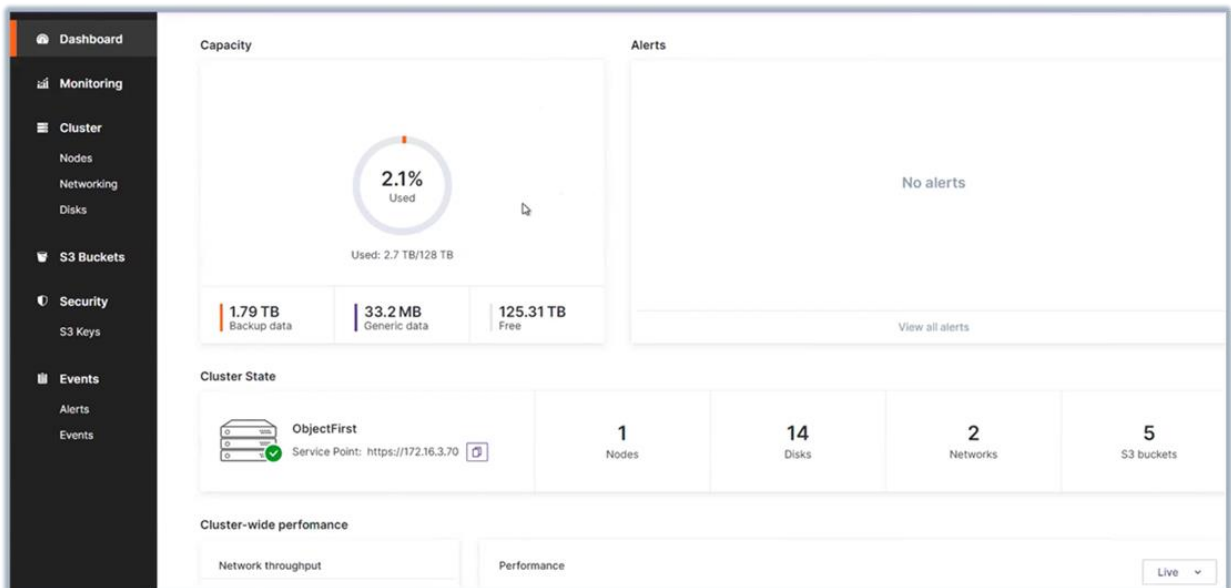 Dashboard
Monitoring
Cluster
Nodes
Networking
Disks
S3 Buckets
Security
S3 Keys
Events
Alerts
Events
Capacity
2.1%
Used
Used: 2.7 TB/128 TB
1.79 TB
Backup data
33.2 MB
Generic data
125.31 TB
Free
Alerts
No alerts
View all alerts
Cluster State
ObjectFirst
Service Point: https://172.16.3.70
1
Nodes
14
Disks
2
Networks
5
S3 buckets
Cluster-wide perfomance
Network throughput
Performance
Live